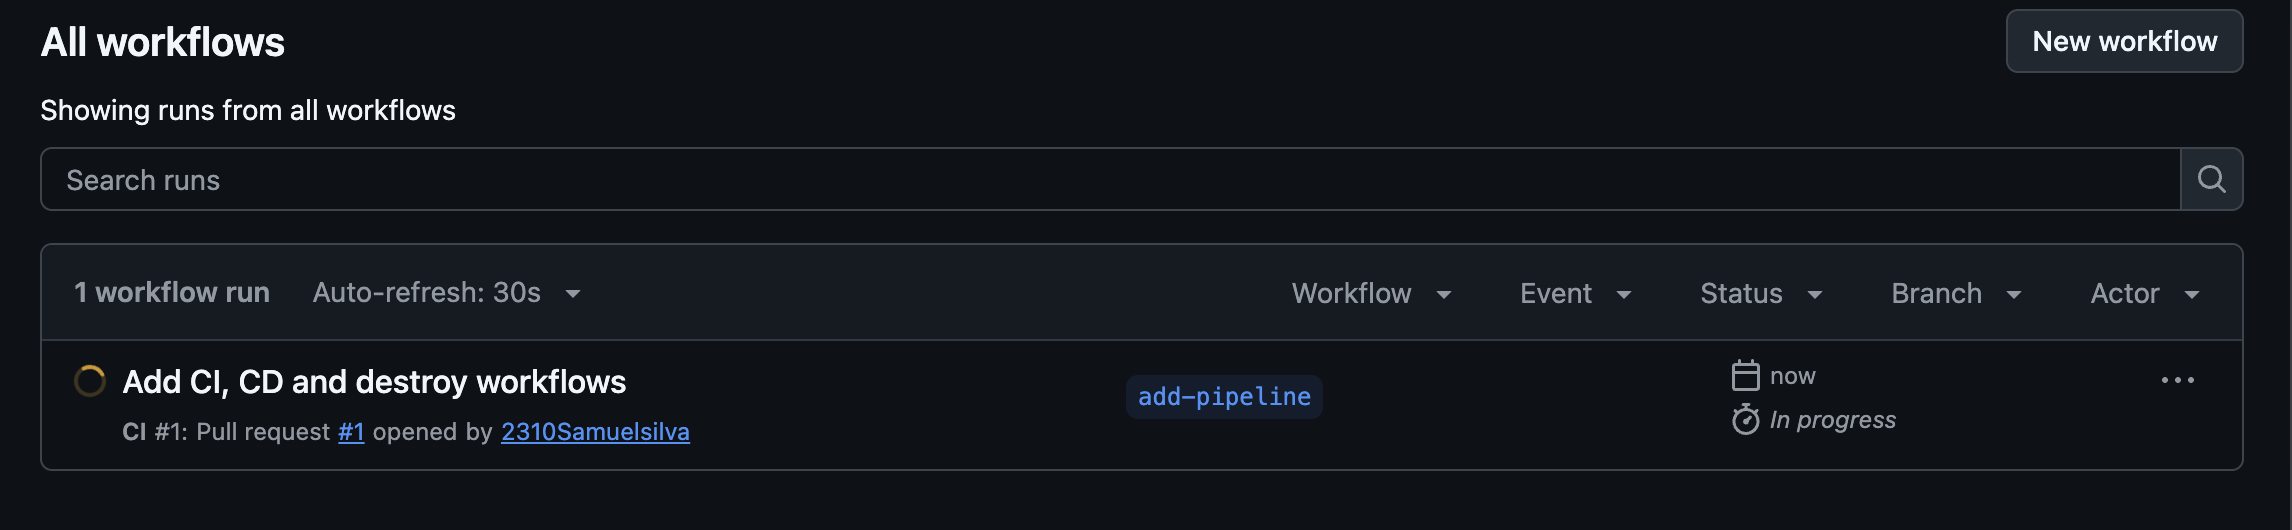 All workflows
New workflow
Showing runs from all workflows
Search runs
1 workflow run
Auto-refresh: 30s
Workflow
Event
Status
Branch
Actor
Add CI, CD and destroy workflows
CI #1: Pull request #1 opened by 2310Samuelsilva
add-pipeline
now
In progress